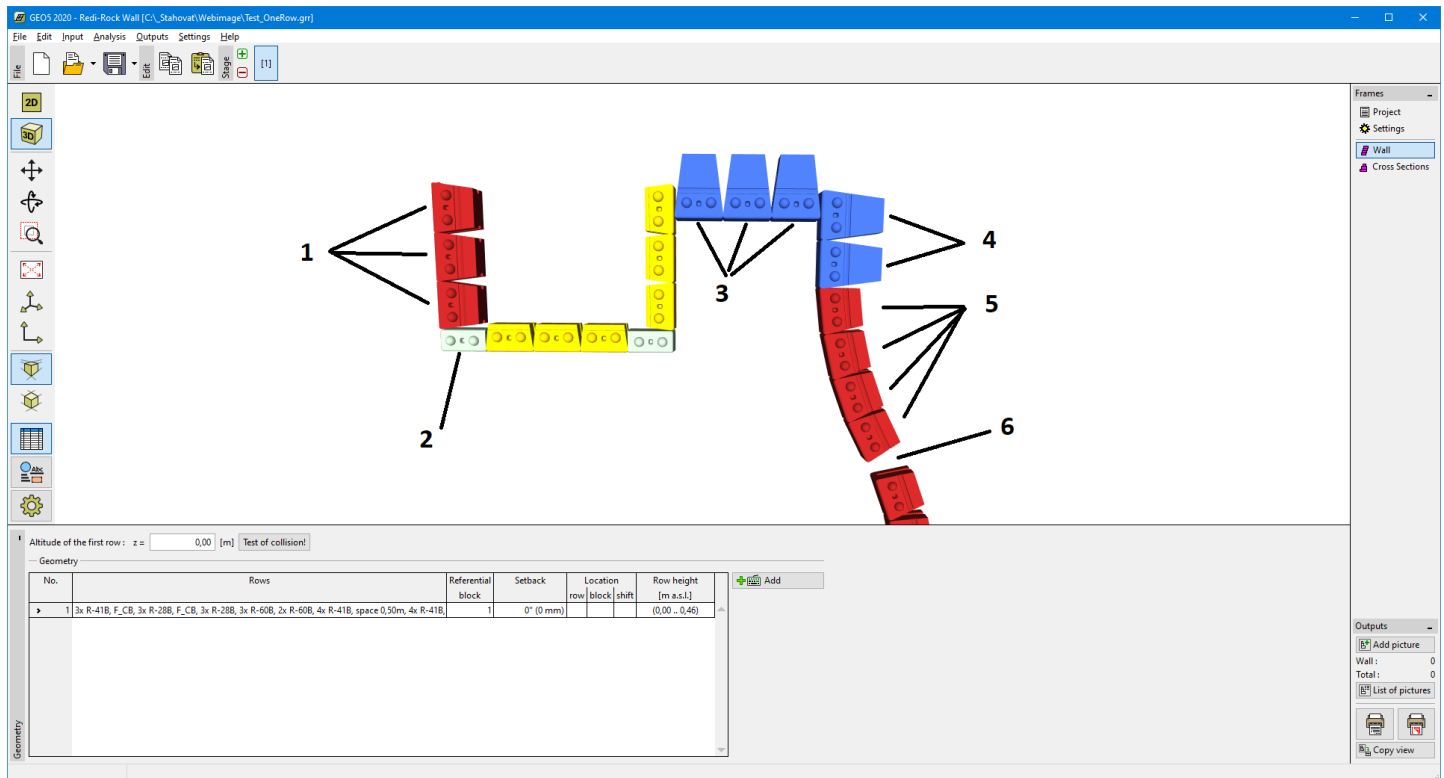 GEO5 2020 - Redi-Rock Wall [C:\_Stahovat\Webimage\Test_OneRow.grr]
File Edit Input Analysis Outputs Settings Help
File
Edit
Stage
[1]
2D
3D
Abc
1
2
3
4
5
6
Frames
Project
Settings
Wall
Cross Sections
Altitude of the first row : z = 0,00 [m] Test of collision!
Geometry
No. Rows Referential block Setback Location row block shift Row height [m a.s.l.]
1 3x R-41B, F_CB, 3x R-28B, F_CB, 3x R-28B, 3x R-60B, 2x R-60B, 4x R-41B, space 0,50m, 4x R-41B, 1 0° (0 mm) (0,00 .. 0,46)
Add
Geometry
Outputs
Add picture
Wall : 0
Total : 0
List of pictures
Copy view